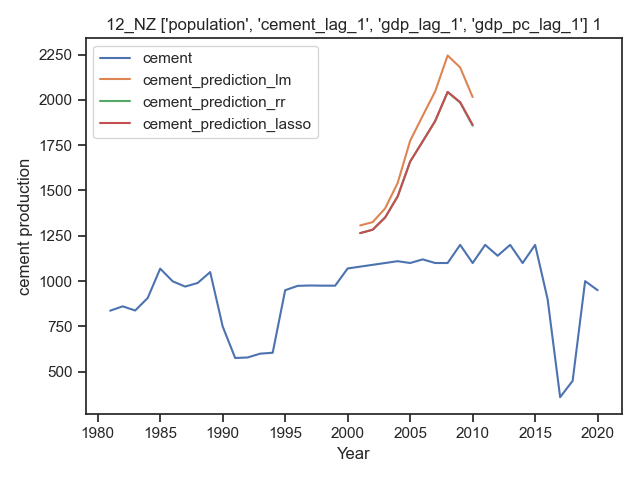 12_NZ ['population', 'cement_lag_1', 'gdp_lag_1', 'gdp_pc_lag_1'] 1
cement
cement_prediction_lm
cement_prediction_rr
cement_prediction_lasso
2250
2000
1750
1500
1250
1000
750
500
cement production
1980 1985 1990 1995 2000 2005 2010 2015 2020
Year